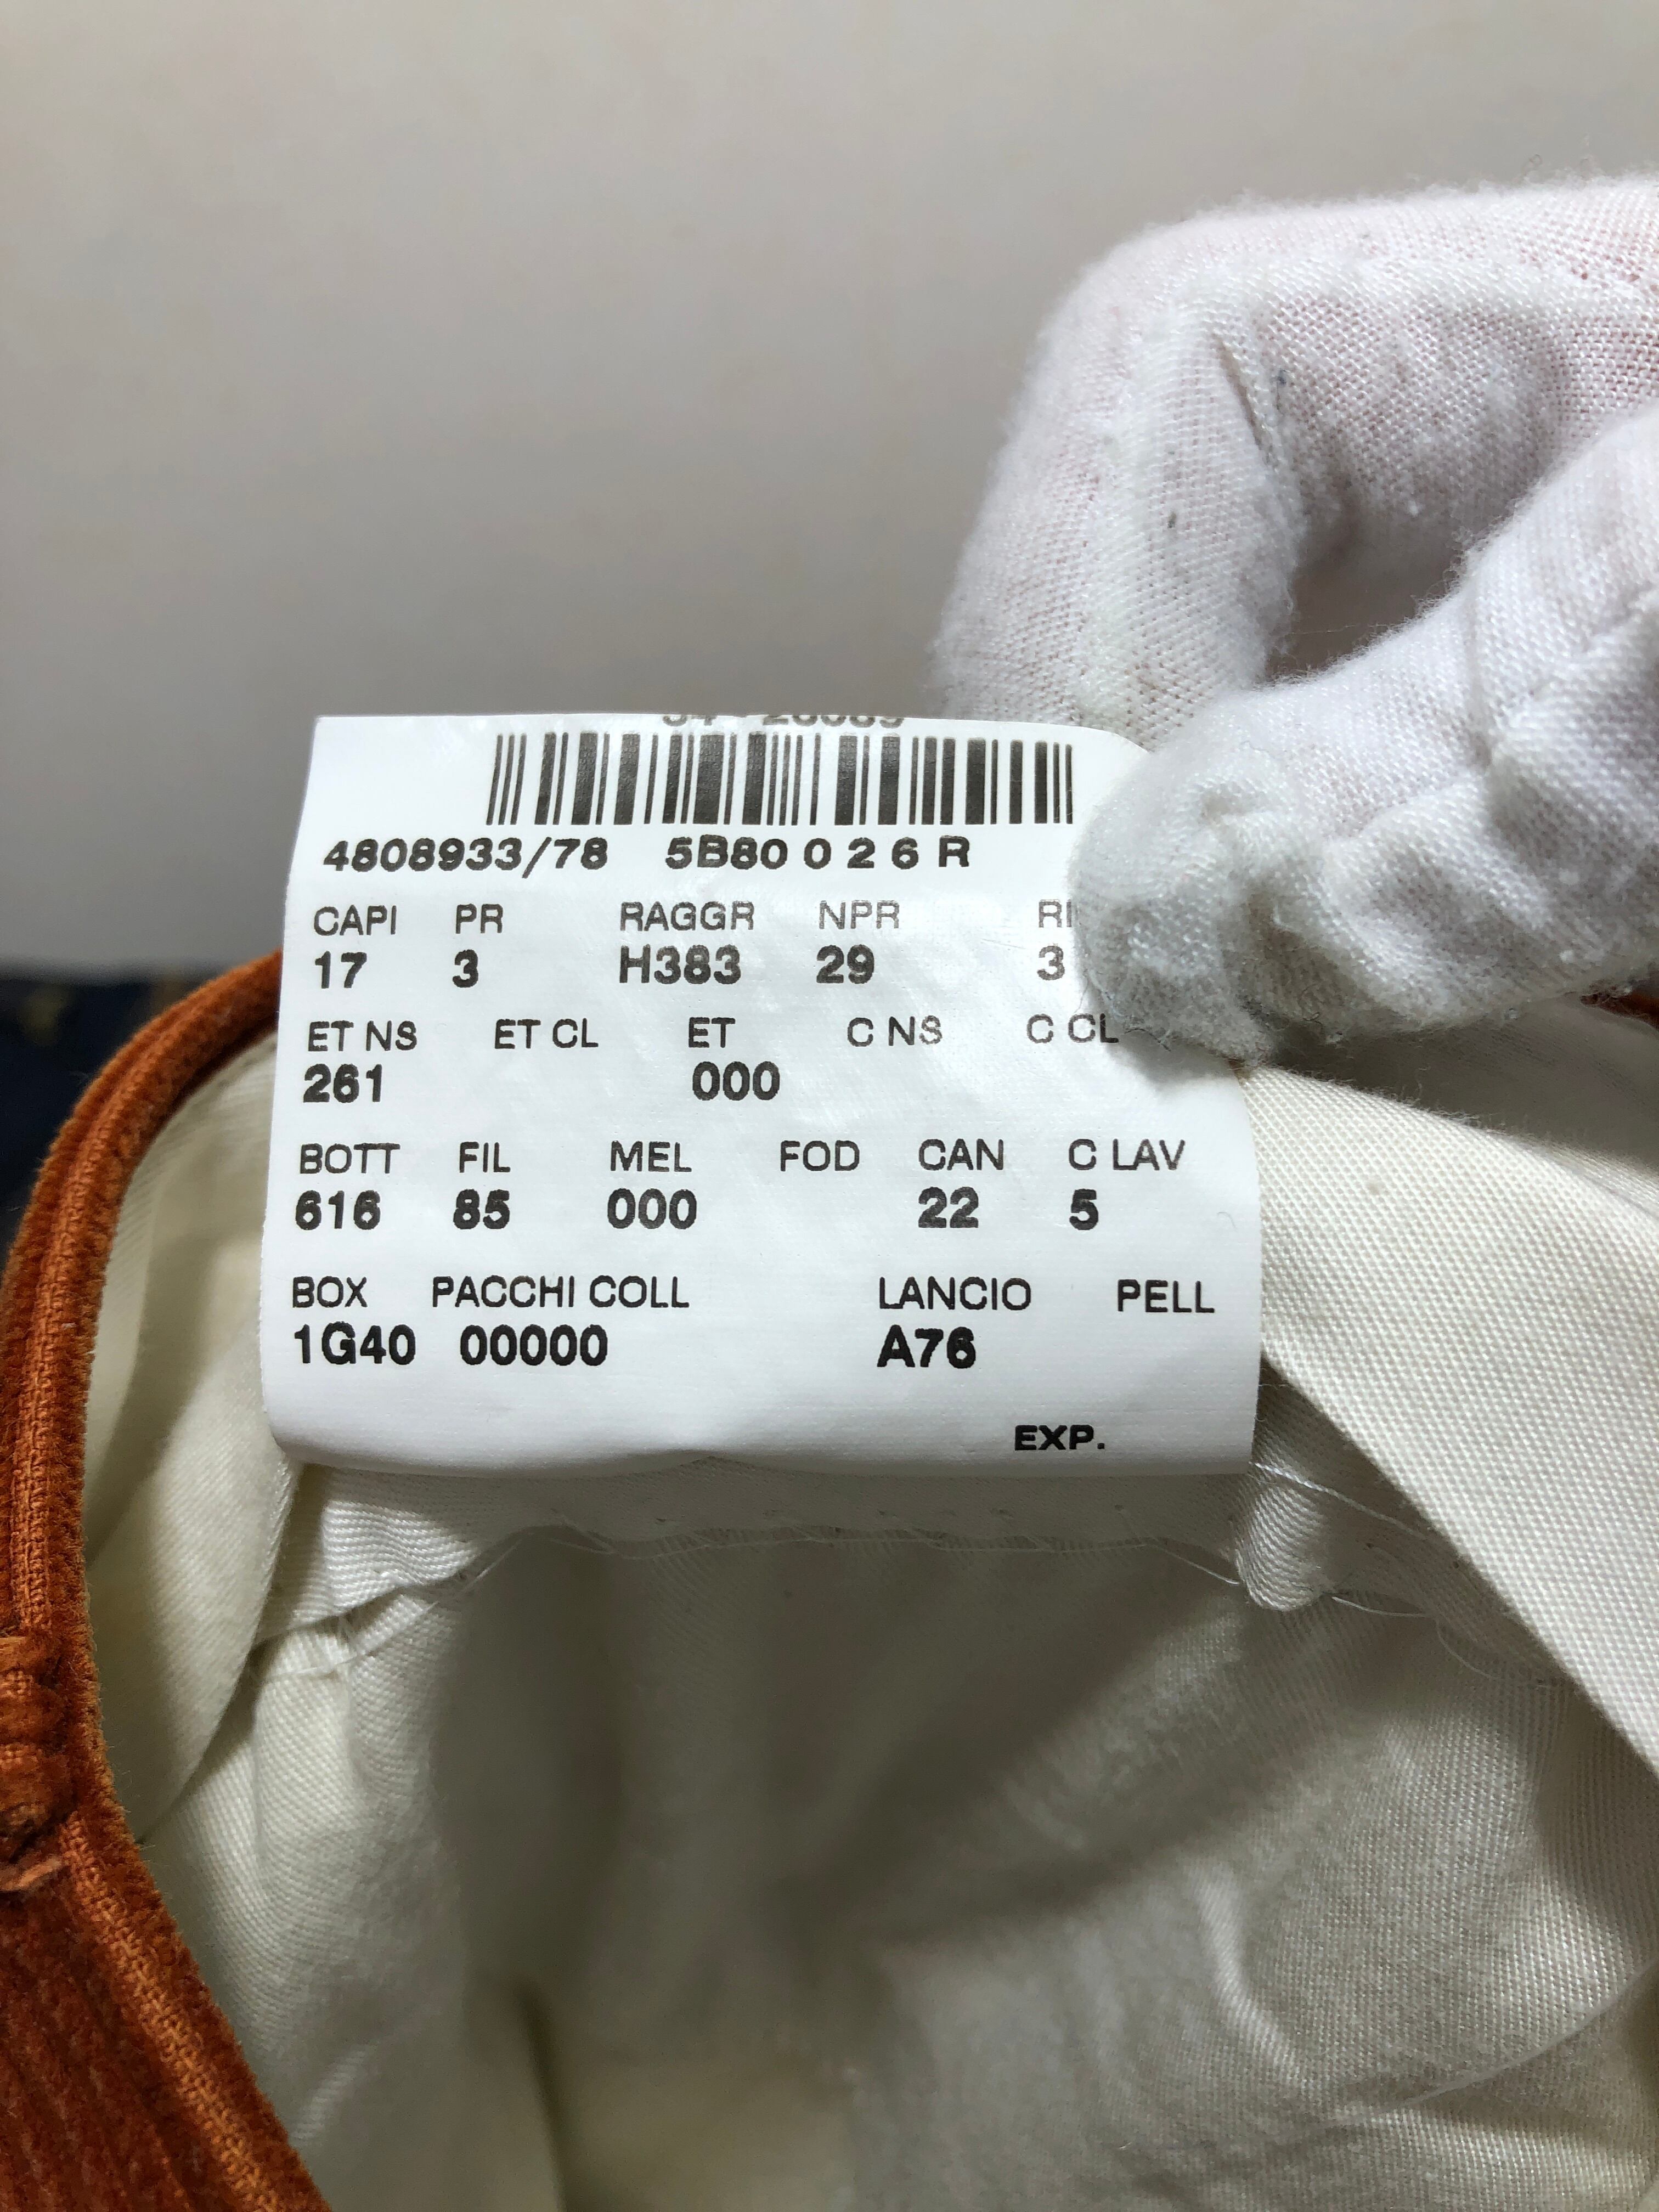 4808933/78 5B80 0 2 6 R
CAPI PR RAGGR NPR
17 3 H383 29 3
ET NS ET CL ET C NS C CL
261 000
BOTT FIL MEL FOD CAN C LAV
616 85 000 22 5
BOX PACCHI COLL LANCIO PELL
1G40 00000 A76
EXP.